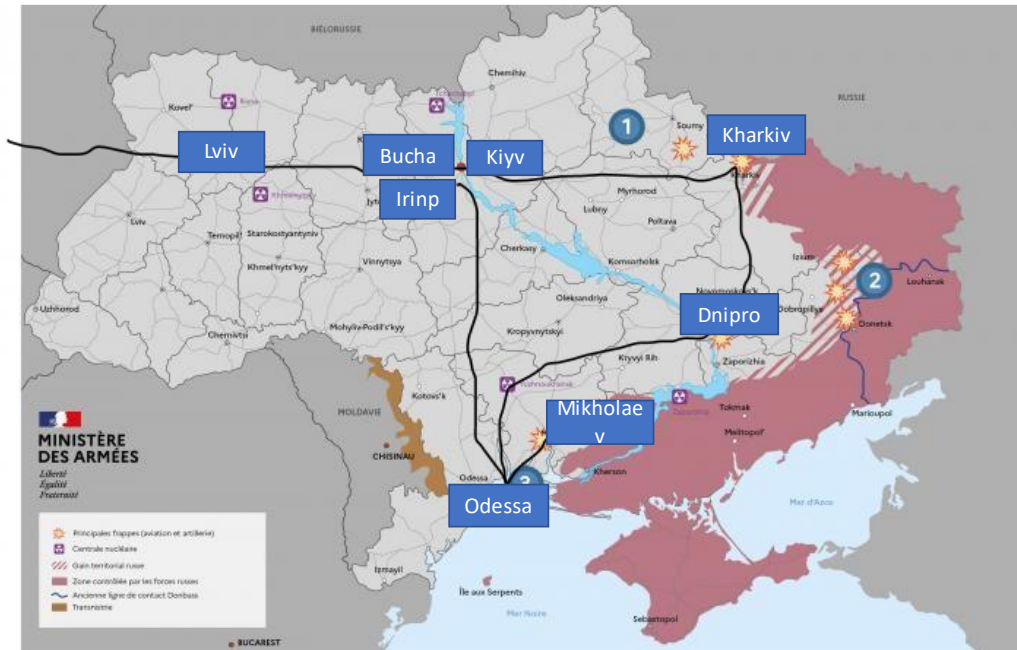 BIÉLORUSSIE
Chernihiv
Kovel'
RUSSIE
Soumy
1
Kharkiv
Lviv
Bucha
Kiyv
Kharkiv
Myrhorod
Irinp
Lubny
Lviv
Poltava
Ternopil'
Starokostyantyniv
Cherkasy
Khmel'nyts'kyy
Vinnytsya
Komsomolsk
Izium
2
Louhansk
Uzhhorod
Oleksandriya
Dobropillya
Dnipro
Chernivtsi
Mohyliv-Podil's'kyy
Kropyvnytskyi
Donetsk
Kryvyi Rih
Zaporizhia
Kotovs'k
Mikholae
v
MOLDAVIE
Tokmak
Marioupol
Melitopol'
CHISINAU
Kherson
Odessa
3
Odessa
Mer d'Azov
MINISTÈRE
DES ARMÉES
Liberté
Égalité
Fraternité
Principales frappes (aviation et artillerie)
Centrale nucléaire
Gain territorial russe
Zone contrôlée par les forces russes
Ancienne ligne de contact Donbass
Transnistrie
Izmayil
Île aux Serpents
Mer Noire
Sebastopol
BUCAREST